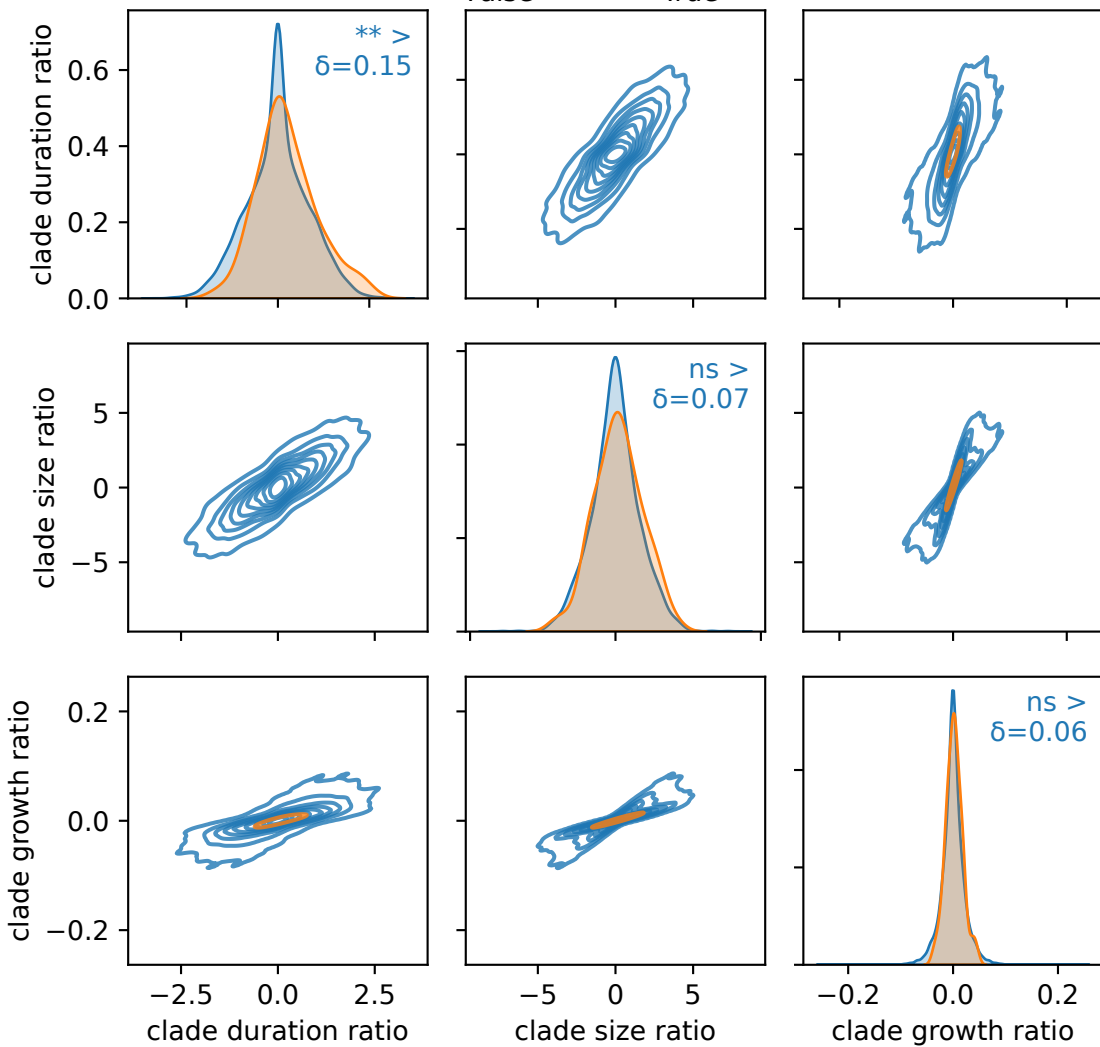 clade duration ratio
0.6
0.4
0.2
0.0
** >
δ=0.15
clade size ratio
5
0
−5
ns >
δ=0.07
clade growth ratio
0.2
0.0
−0.2
ns >
δ=0.06
−2.5 0.0 2.5
−5 0 5
−0.2 0.0 0.2
clade duration ratio
clade size ratio
clade growth ratio